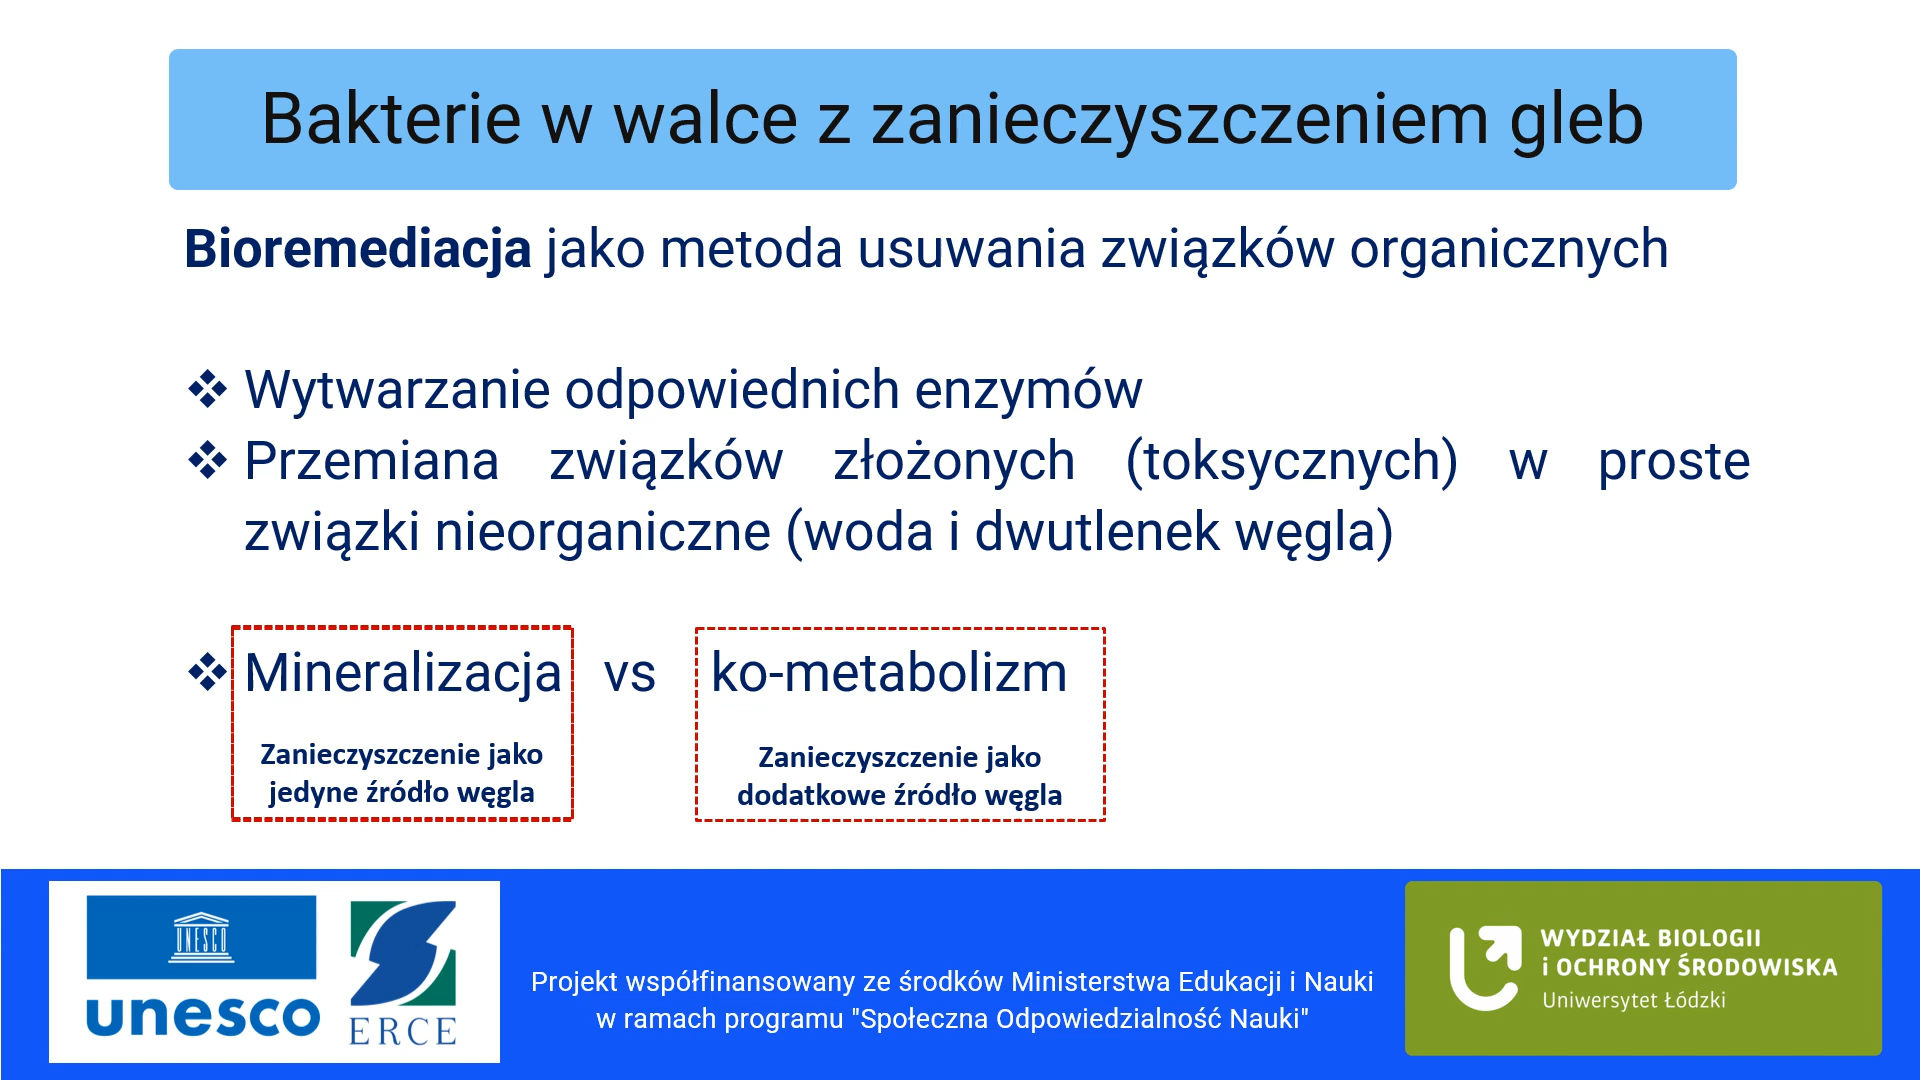 Bakterie w walce z zanieczyszczeniem gleb
Bioremediacja jako metoda usuwania związków organicznych
❖ Wytwarzanie odpowiednich enzymów
❖ Przemiana związków złożonych (toksycznych) w proste
związki nieorganiczne (woda i dwutlenek węgla)
❖ Mineralizacja vs ko-metabolizm
Zanieczyszczenie jako
jedyne źródło węgla
Zanieczyszczenie jako
dodatkowe źródło węgla
UNESCO
unesco
ERCE
Projekt współfinansowany ze środków Ministerstwa Edukacji i Nauki
w ramach programu "Społeczna Odpowiedzialność Nauki"
WYDZIAŁ BIOLOGII
i OCHRONY ŚRODOWISKA
Uniwersytet Łódzki